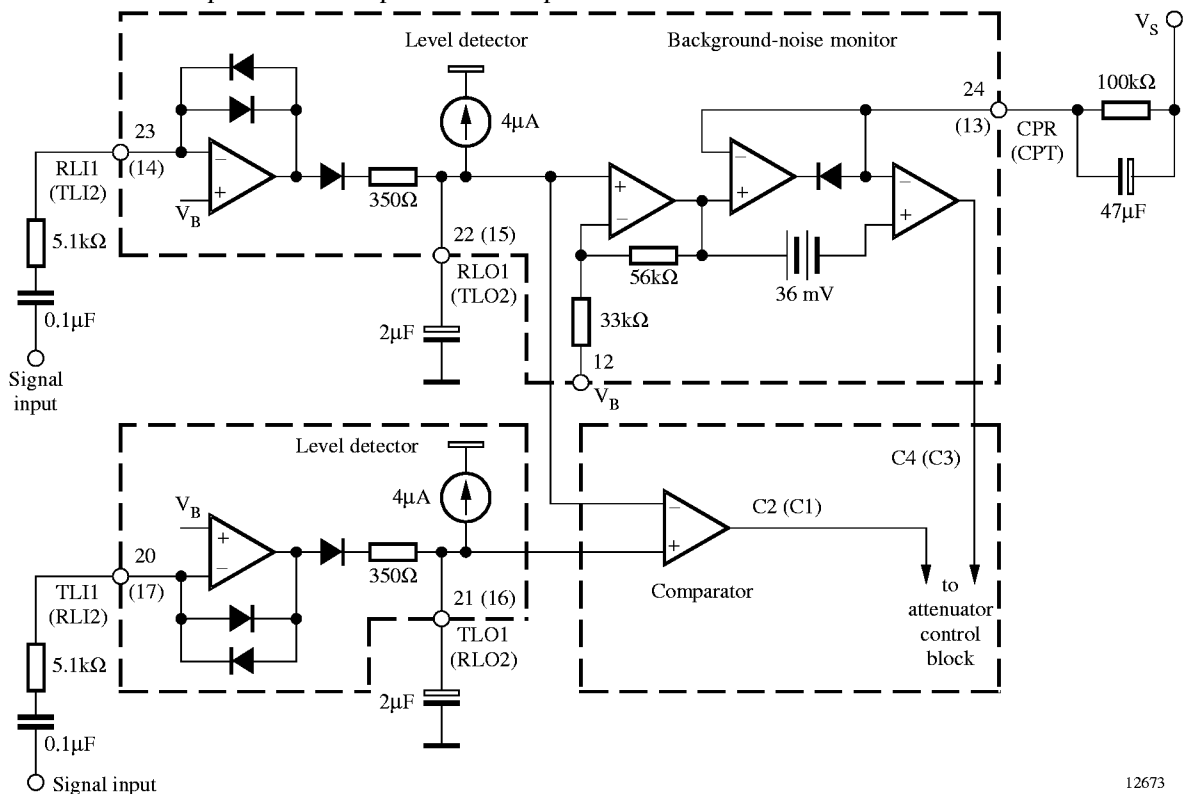 Level detector
Background-noise monitor
V_S
100kΩ
4μA
24
(13)
CPR
(CPT)
23
(14)
RLI1
(TLI2)
−
+
V_B
350Ω
+
−
−
+
−
+
47μF
5.1kΩ
22 (15)
RLO1
(TLO2)
56kΩ
36 mV
0.1μF
2μF
33kΩ
12
V_B
Signal
input
Level detector
4μA
C4 (C3)
V_B
+
−
C2 (C1)
−
+
20
(17)
TLI1
(RLI2)
350Ω
Comparator
to
attenuator
control
block
21 (16)
TLO1
(RLO2)
5.1kΩ
2μF
0.1μF
Signal input
12673